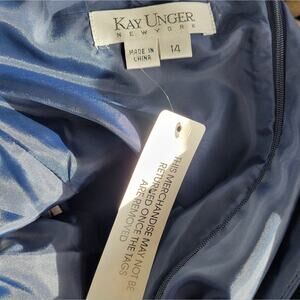 KAY UNGER
NEW YORK
MADE IN
CHINA
14
THIS MERCHANDISE MAY NOT BE
RETURNED ONCE THE TAGS
ARE REMOVED